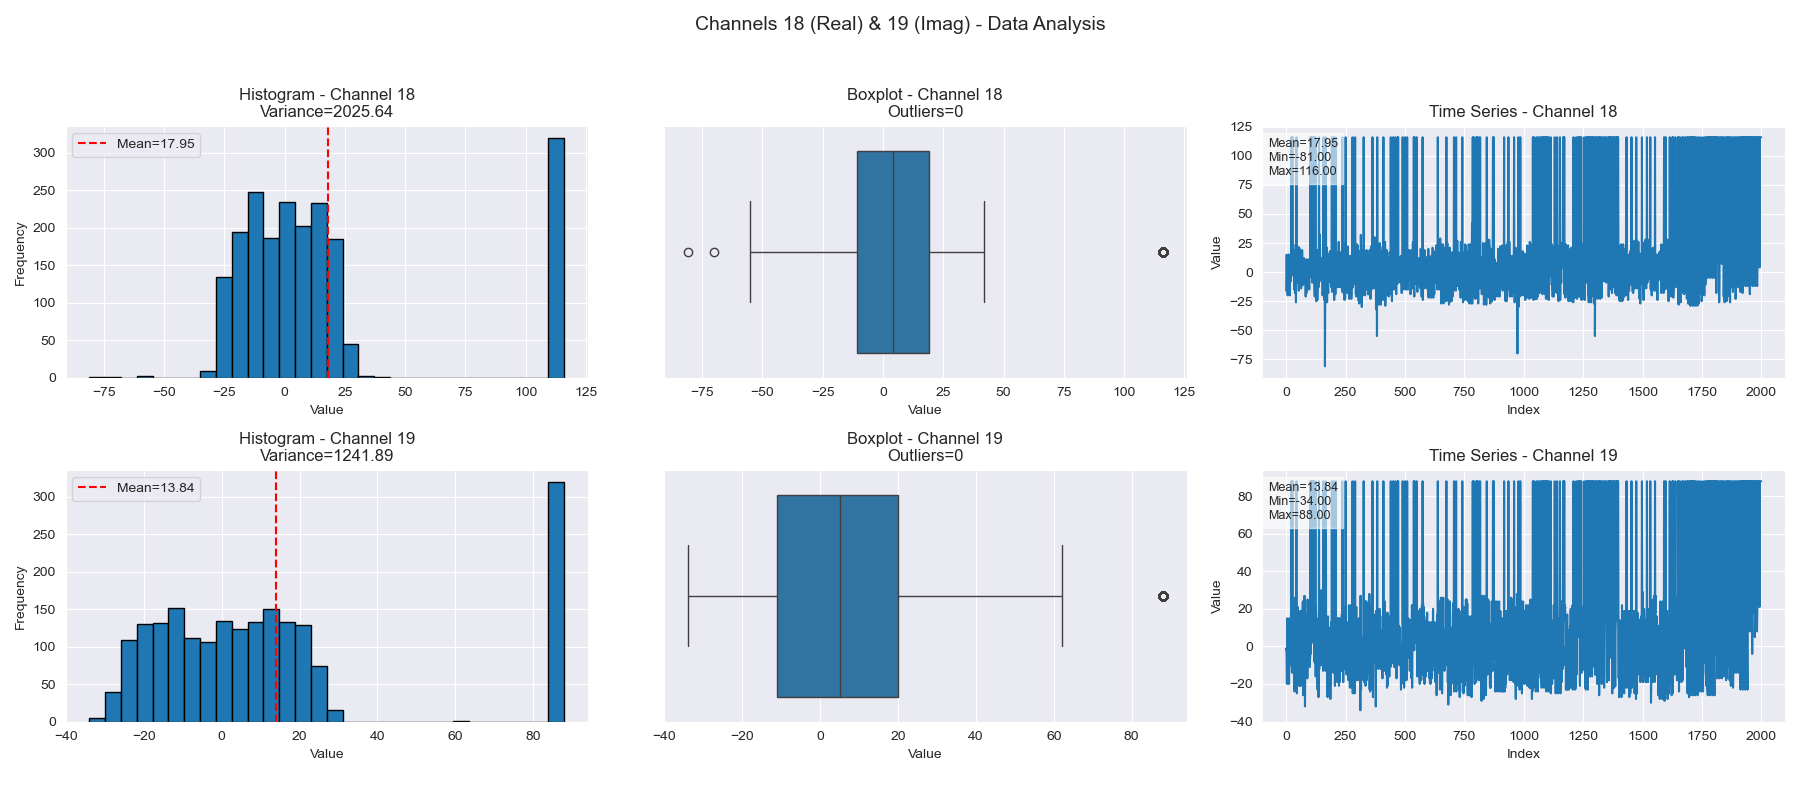 Channels 18 (Real) & 19 (Imag) - Data Analysis
Histogram - Channel 18
Variance=2025.64
Mean=17.95
Frequency
300
250
200
150
100
50
0
−75 −50 −25 0 25 50 75 100 125
Value
Boxplot - Channel 18
Outliers=0
−75 −50 −25 0 25 50 75 100 125
Value
Time Series - Channel 18
Mean=17.95
Min=-81.00
Max=116.00
Value
125
100
75
50
25
0
−25
−50
−75
0 250 500 750 1000 1250 1500 1750 2000
Index
Histogram - Channel 19
Variance=1241.89
Mean=13.84
Frequency
300
250
200
150
100
50
0
−40 −20 0 20 40 60 80
Value
Boxplot - Channel 19
Outliers=0
−40 −20 0 20 40 60 80
Value
Time Series - Channel 19
Mean=13.84
Min=-34.00
Max=88.00
Value
80
60
40
20
0
−20
−40
0 250 500 750 1000 1250 1500 1750 2000
Index